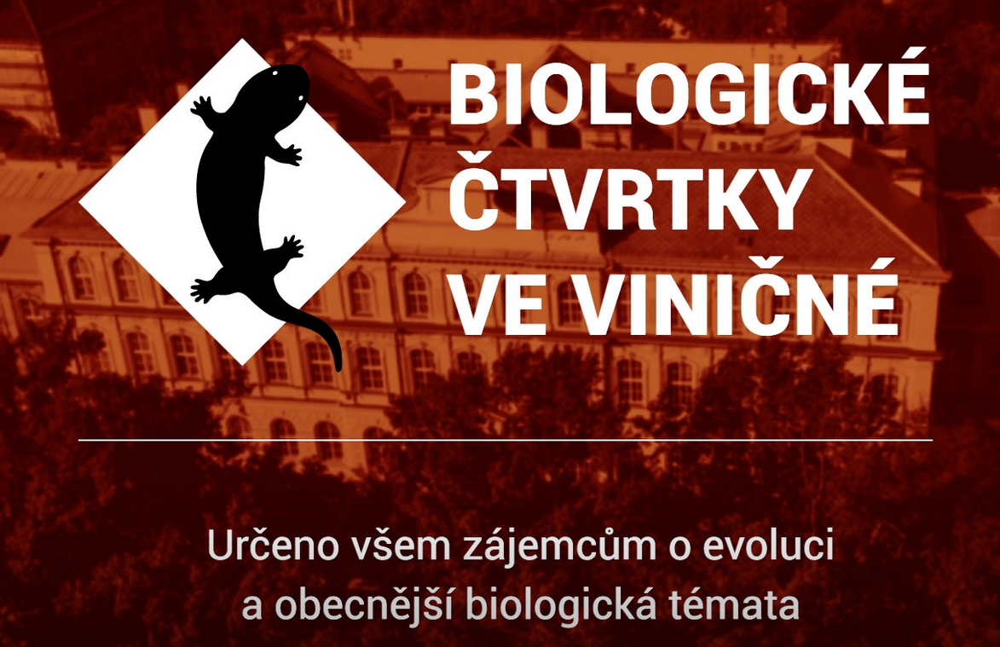 BIOLOGICKÉ
ČTVRTKY
VE VINIČNÉ
Určeno všem zájemcům o evoluci
a obecnější biologická témata